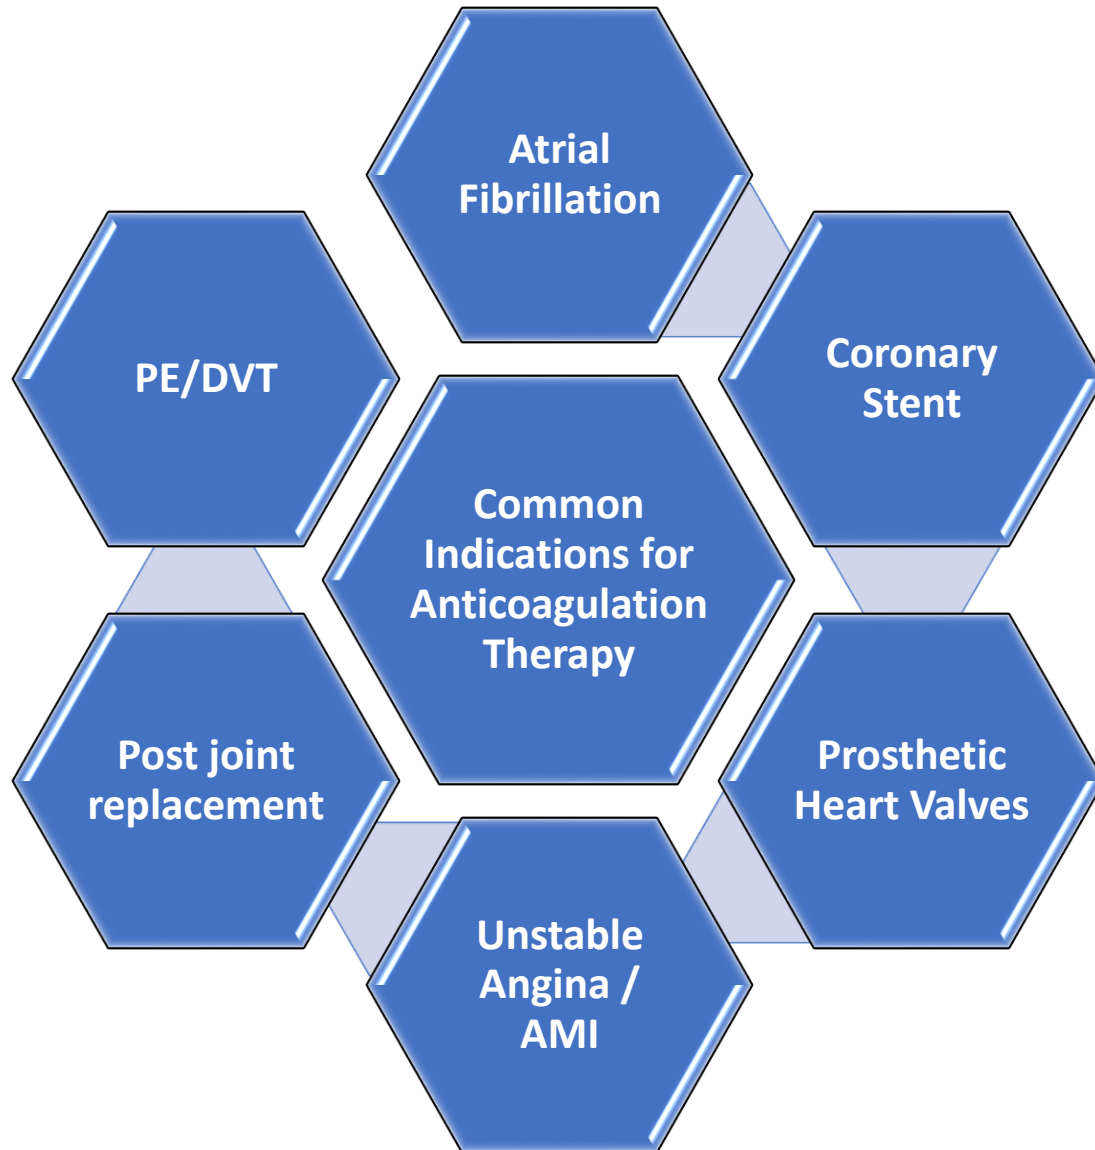 Atrial
Fibrillation
Coronary
Stent
PE/DVT
Common
Indications for
Anticoagulation
Therapy
Post joint
replacement
Prosthetic
Heart Valves
Unstable
Angina /
AMI